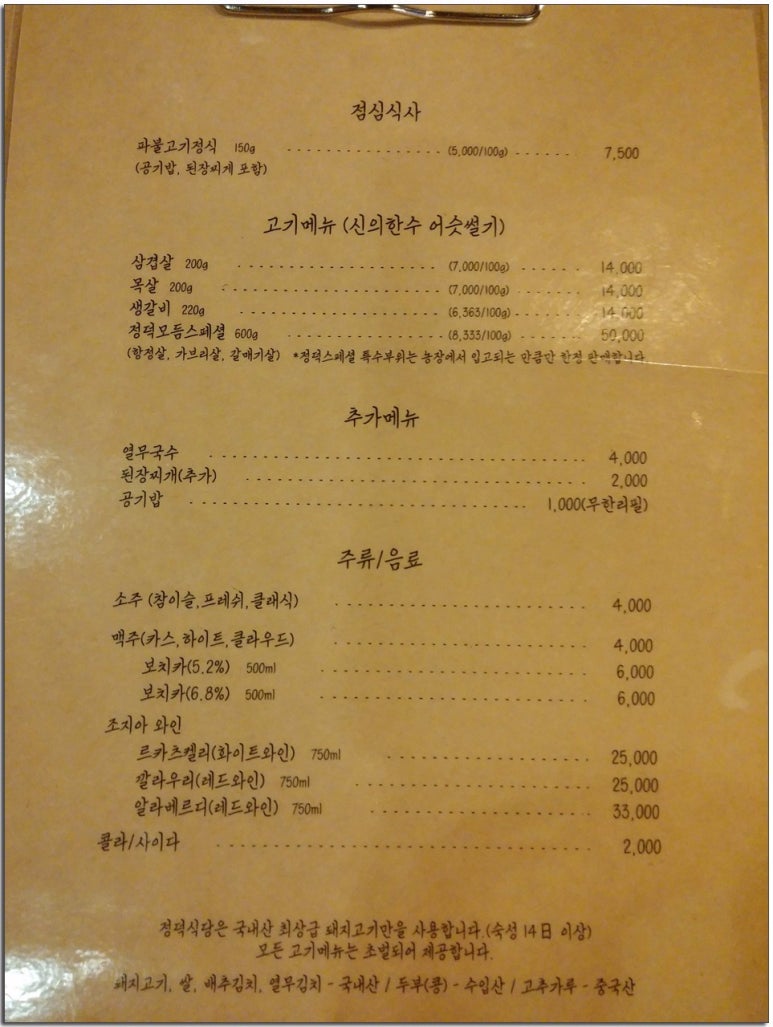 점심식사
파불고기정식 150g (5,000/100g) 7,500
(공기밥, 된장찌게 포함)
고기메뉴 (신의한수 어슷썰기)
삼겹살 200g (7,000/100g) 14,000
목살 200g (7,000/100g) 14,000
생갈비 220g (6,363/100g) 14,000
정덕모듬스페셜 600g (8,333/100g) 50,000
(항정살, 가브리살, 갈매기살) *정덕스페셜 특수부위는 농장에서 입고되는 만큼만 한정 판매합니다
추가메뉴
열무국수 4,000
된장찌개(추가) 2,000
공기밥 1,000(무한리필)
주류/음료
소주 (참이슬,프레쉬,클래식) 4,000
맥주(카스,하이트,클라우드) 4,000
보치카(5.2%) 500ml 6,000
보치카(6.8%) 500ml 6,000
조지아 와인
르카츠텔리(화이트와인) 750ml 25,000
깔라우리(레드와인) 750ml 25,000
알라베르디(레드와인) 750ml 33,000
콜라/사이다 2,000
정덕식당은 국내산 최상급 돼지고기만을 사용합니다.(숙성 14日 이상)
모든 고기메뉴는 초벌되어 제공합니다.
돼지고기, 쌀, 배추김치, 열무김치 - 국내산 / 두부(콩) - 수입산 / 고추가루 - 중국산